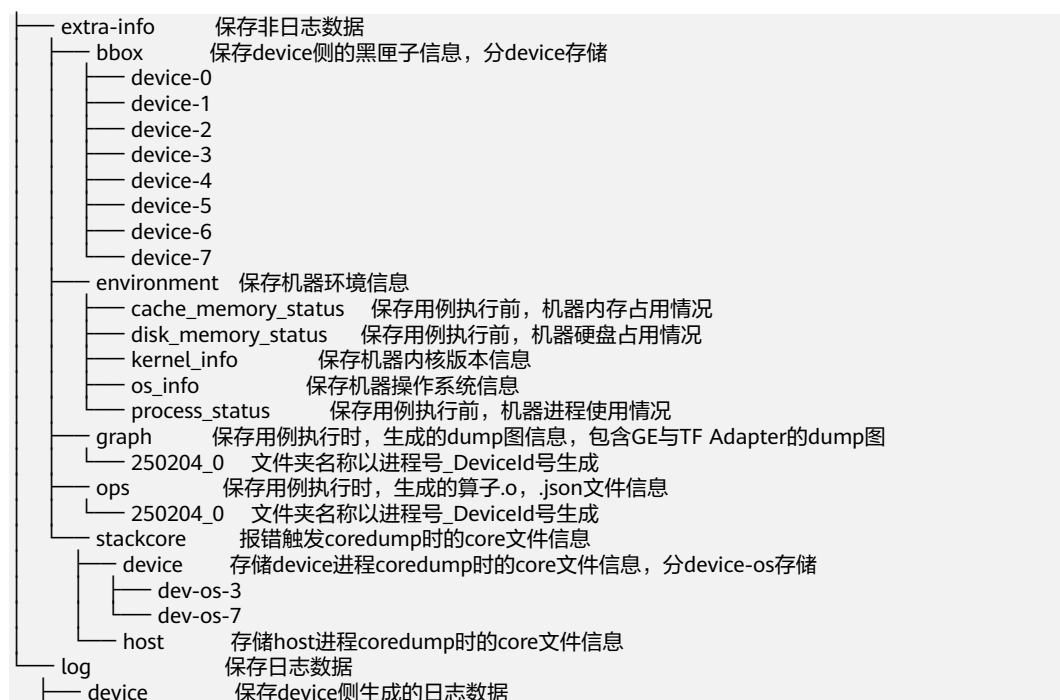 ├── extra-info 保存非日志数据
│ ├── bbox 保存device侧的黑匣子信息，分device存储
│ │ ├── device-0
│ │ ├── device-1
│ │ ├── device-2
│ │ ├── device-3
│ │ ├── device-4
│ │ ├── device-5
│ │ ├── device-6
│ │ └── device-7
│ ├── environment 保存机器环境信息
│ │ ├── cache_memory_status 保存用例执行前，机器内存占用情况
│ │ ├── disk_memory_status 保存用例执行前，机器硬盘占用情况
│ │ ├── kernel_info 保存机器内核版本信息
│ │ ├── os_info 保存机器操作系统信息
│ │ └── process_status 保存用例执行前，机器进程使用情况
│ ├── graph 保存用例执行时，生成的dump图信息，包含GE与TF Adapter的dump图
│ │ └── 250204_0 文件夹名称以进程号_DeviceId号生成
│ ├── ops 保存用例执行时，生成的算子.o，.json文件信息
│ │ └── 250204_0 文件夹名称以进程号_DeviceId号生成
│ └── stackcore 报错触发coredump时的core文件信息
│ ├── device 存储device进程coredump时的core文件信息，分device-os存储
│ │ ├── dev-os-3
│ │ └── dev-os-7
│ └── host 存储host进程coredump时的core文件信息
└── log 保存日志数据
├── device 保存device侧生成的日志数据